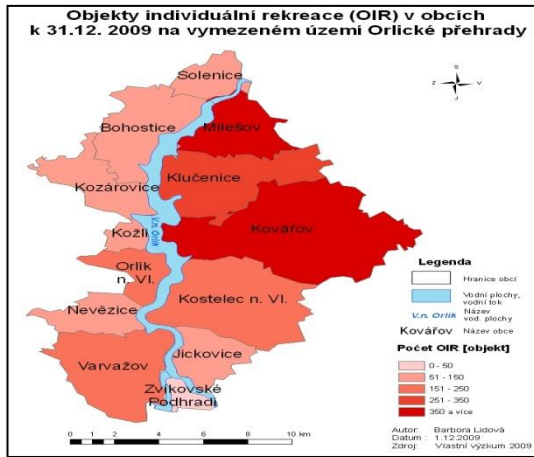 Objekty individuální rekreace (OIR) v obcích
k 31.12. 2009 na vymezeném území Orlické přehrady
Solenice
S
Z V
J
Bohostice
Milešov
Klučenice
Kozárovice
Kožlí
V.n. Orlík
Kovářov
Orlík
n. Vl.
Kostelec n. Vl.
Nevězice
Jickovice
Varvažov
Zvíkovské
Podhradí
Legenda
Hranice obcí
Vodní plochy,
vodní tok
V.n. Orlík
Název
vod. plochy
Kovářov
Název obce
Počet OIR [objekt]
0 - 50
51 - 150
151 - 250
251 - 350
350 a více
0 2 4 6 8 10 km
Autor: Barbora Lidová
Datum : 1.12.2009
Zdroj: Vlastní výzkum 2009